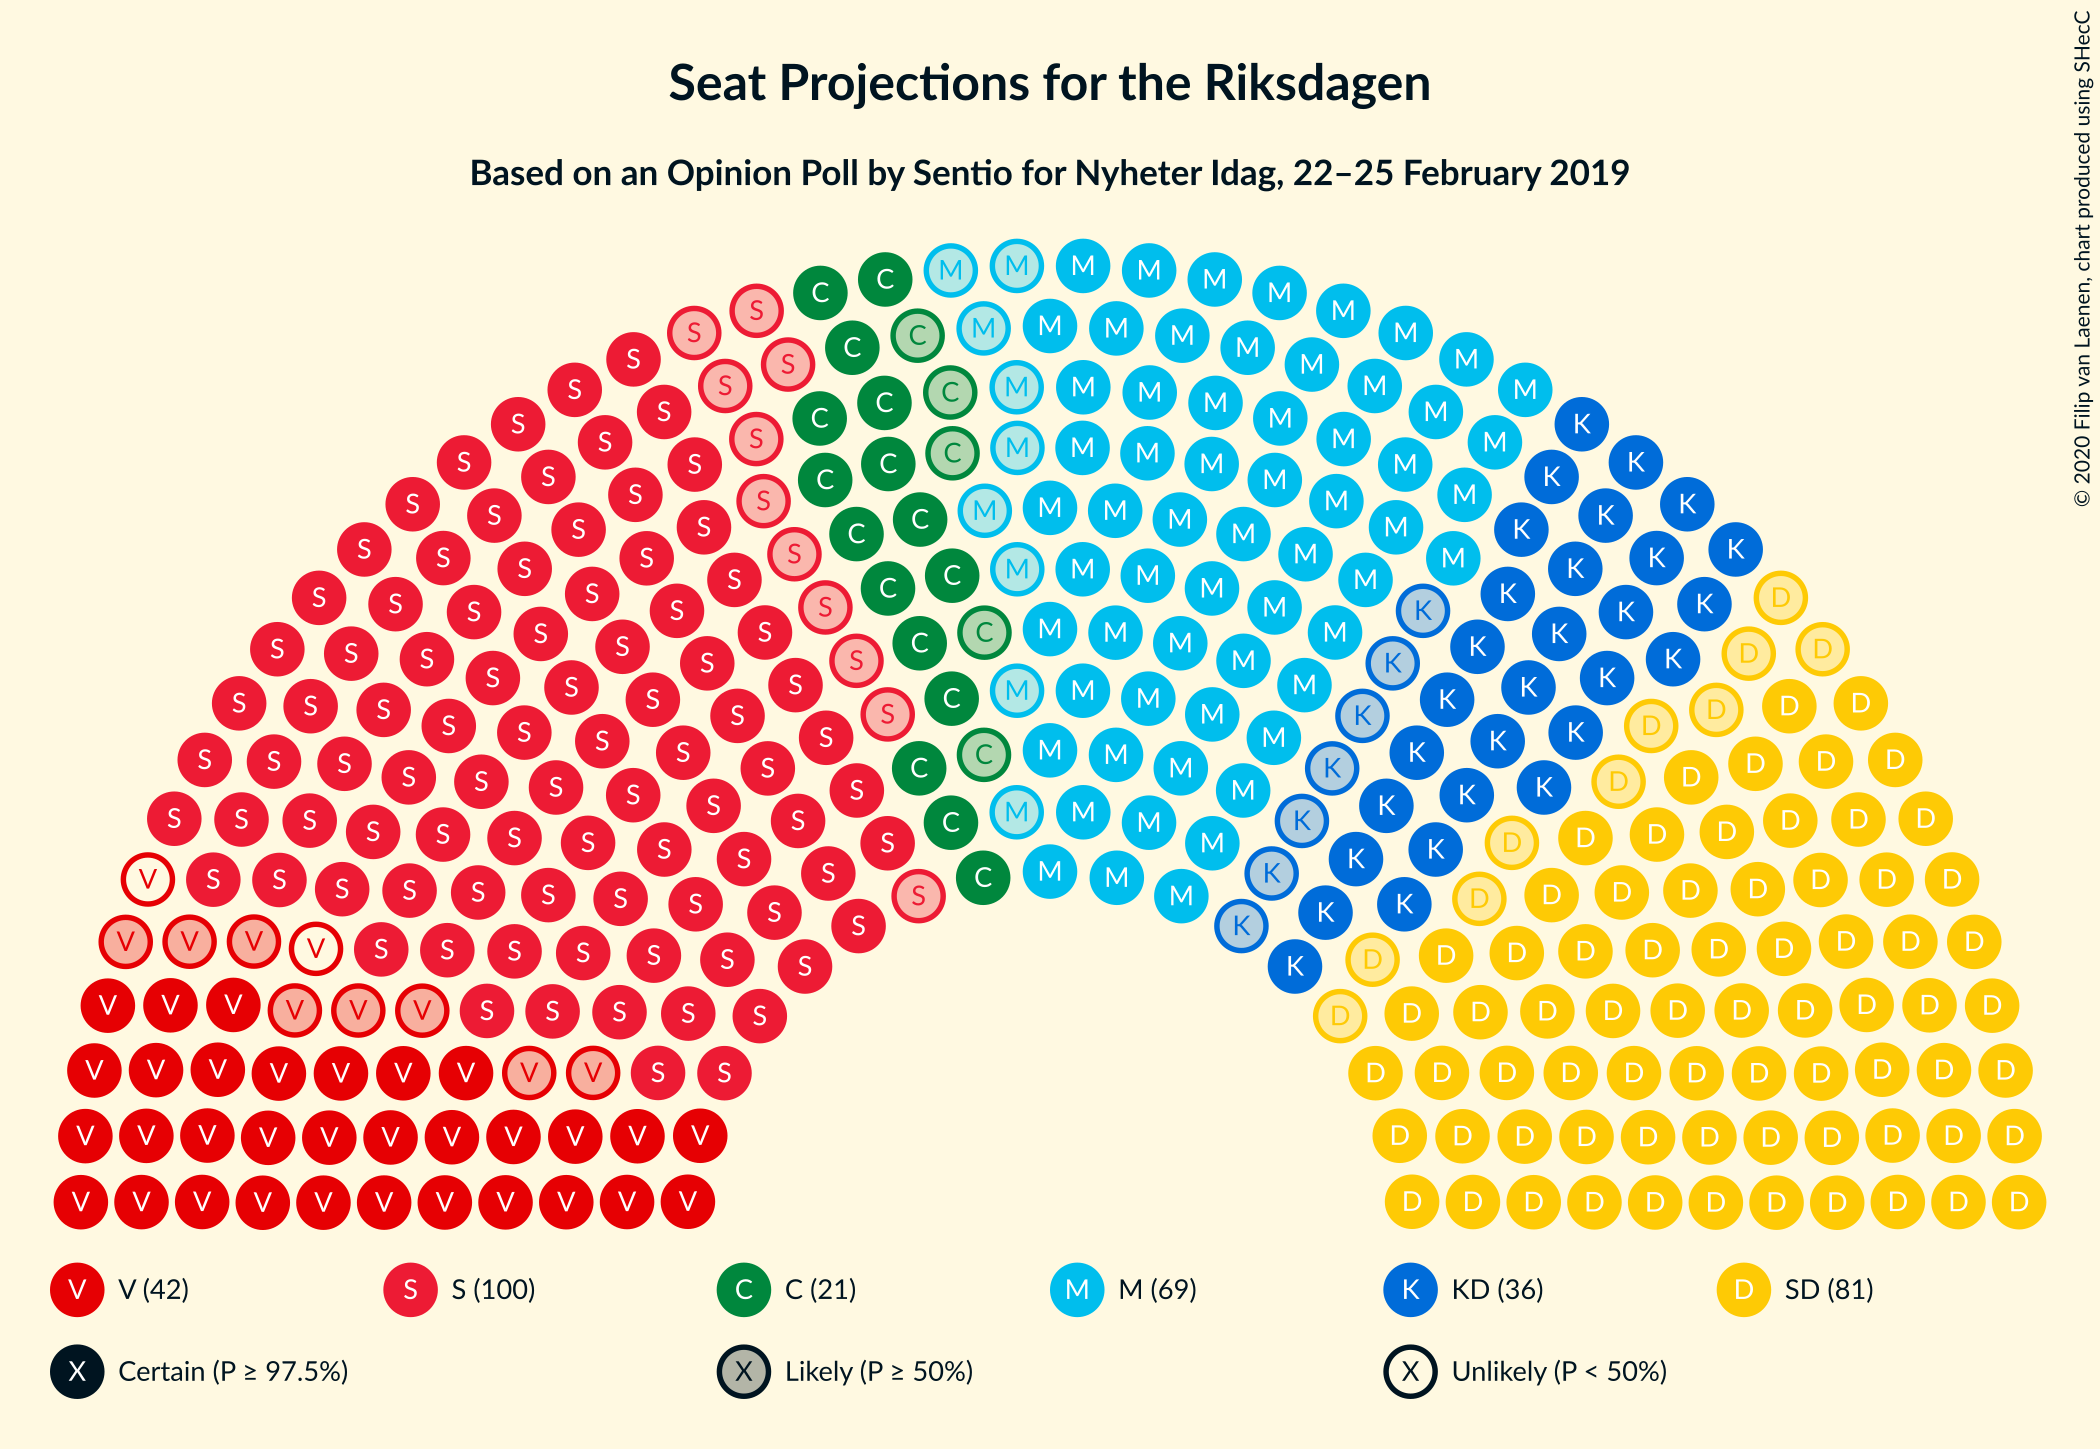 Seat Projections for the Riksdagen
Based on an Opinion Poll by Sentio for Nyheter Idag, 22–25 February 2019
© 2020 Filip van Laenen, chart produced using SHecC
V V (42) S S (100) C C (21) M M (69) K KD (36) D SD (81)
X Certain (P ≥ 97.5%) X Likely (P ≥ 50%) X Unlikely (P < 50%)